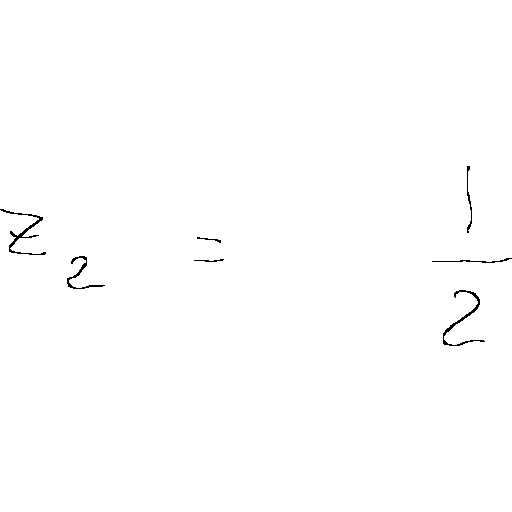 z_2 = \frac{1}{2}